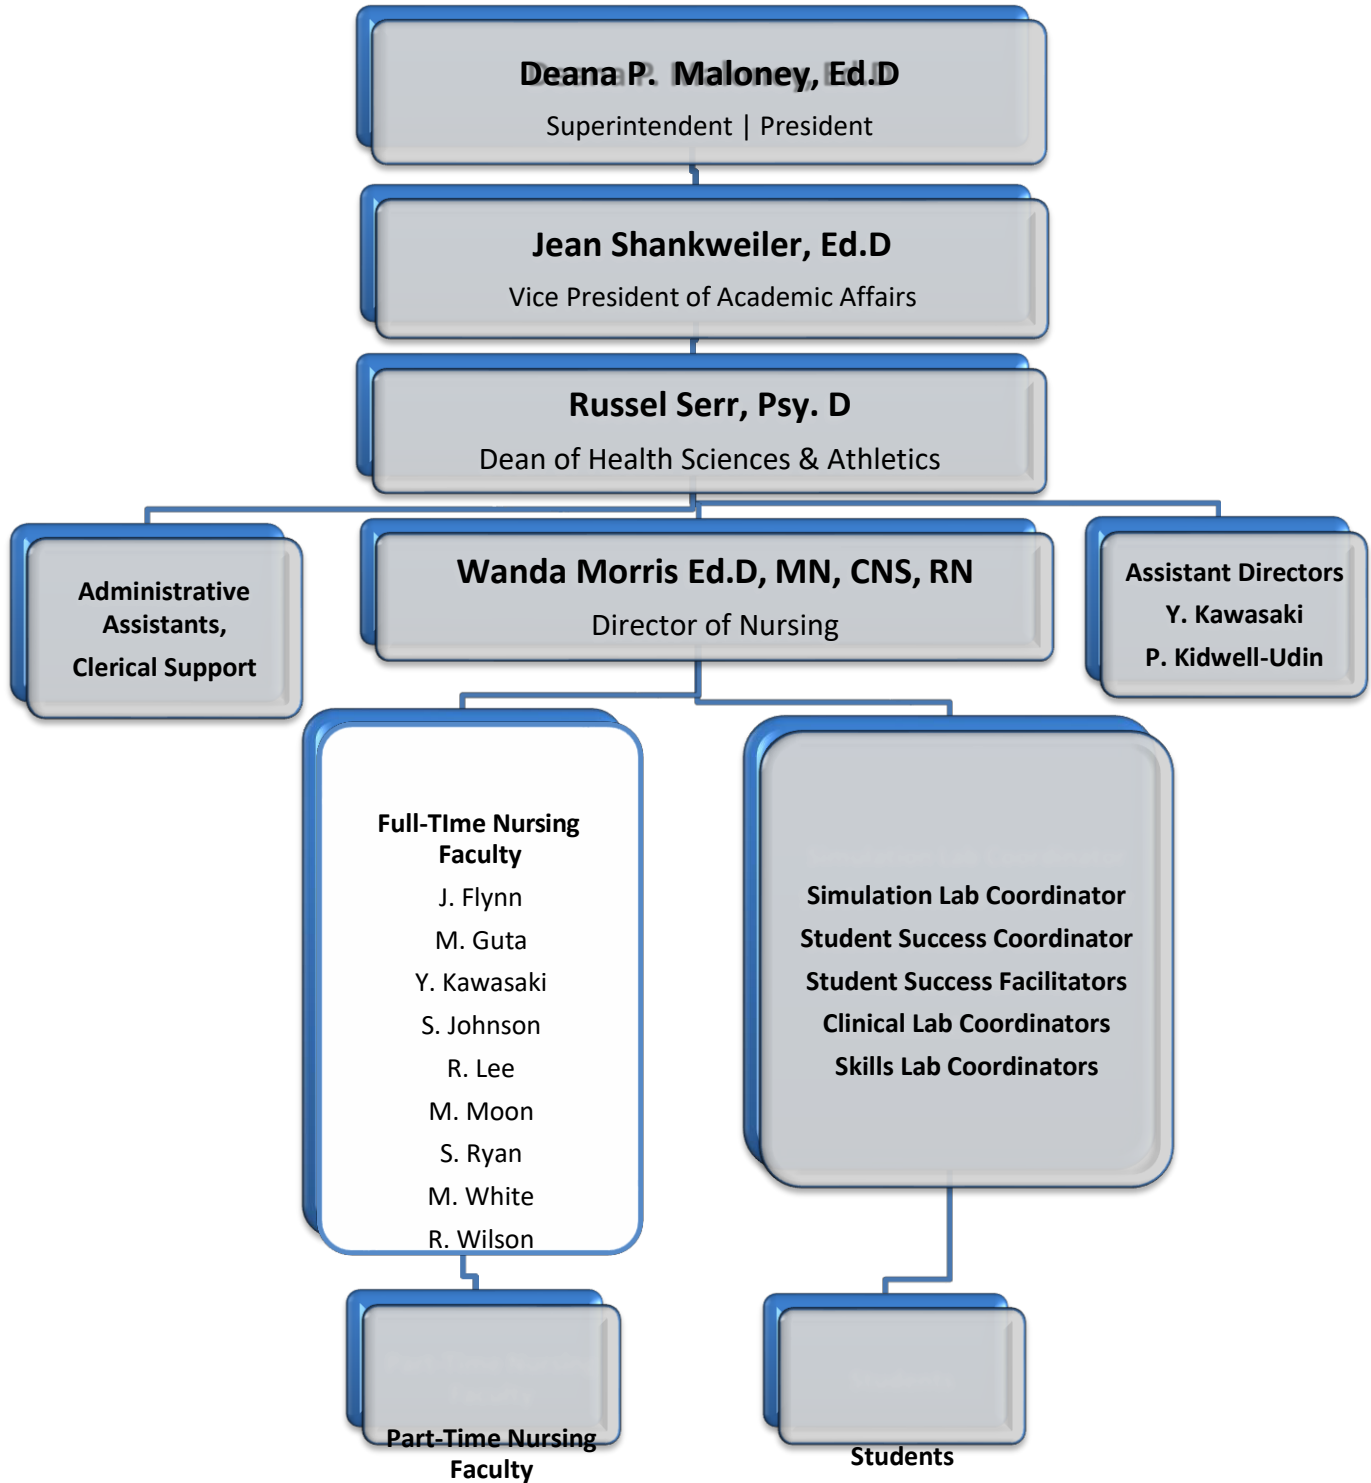 Deana P. Maloney, Ed.D
Superintendent | President
Jean Shankweiler, Ed.D
Vice President of Academic Affairs
Russel Serr, Psy. D
Dean of Health Sciences & Athletics
Administrative
Assistants,
Clerical Support
Wanda Morris Ed.D, MN, CNS, RN
Director of Nursing
Assistant Directors
Y. Kawasaki
P. Kidwell-Udin
Full-TIme Nursing
Faculty
J. Flynn
M. Guta
Y. Kawasaki
S. Johnson
R. Lee
M. Moon
S. Ryan
M. White
R. Wilson
Simulation Lab Coordinator
Student Success Coordinator
Student Success Facilitators
Clinical Lab Coordinators
Skills Lab Coordinators
Part-Time Nursing
Faculty
Students